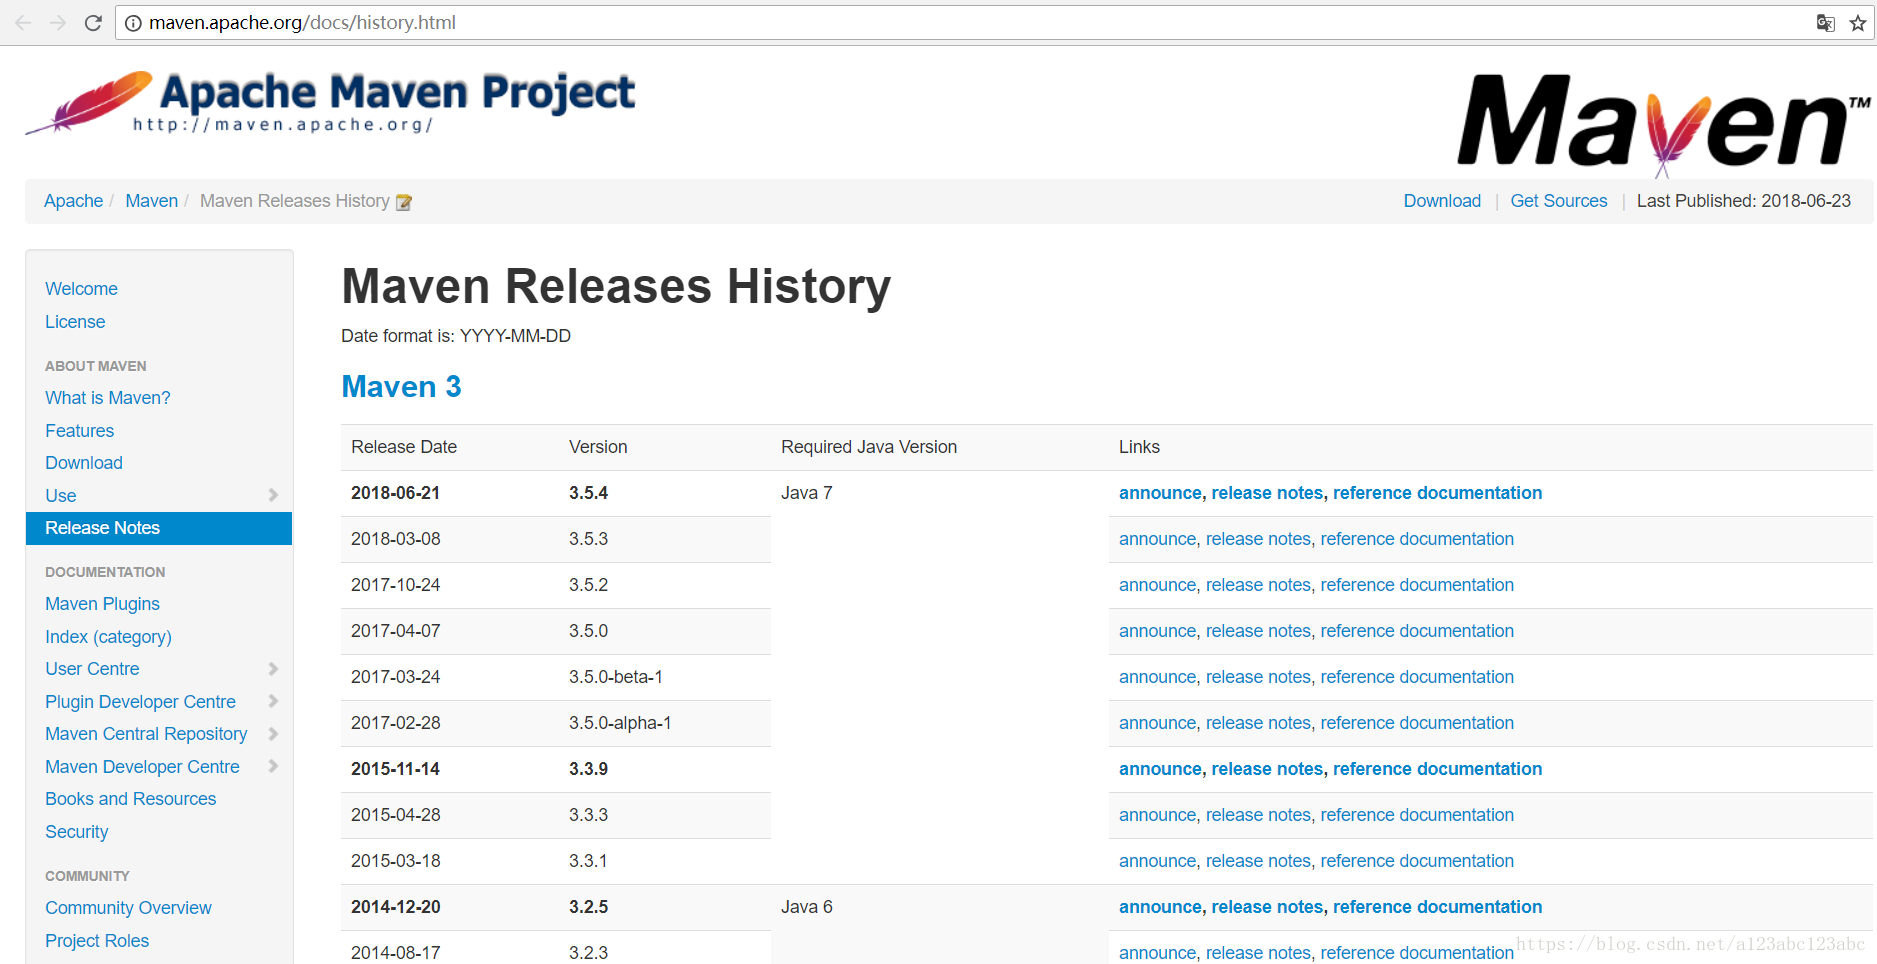 maven.apache.org/docs/history.html
Apache Maven Project
http://maven.apache.org/
Maven™
Apache / Maven / Maven Releases History
Download | Get Sources | Last Published: 2018-06-23
Welcome
License
ABOUT MAVEN
What is Maven?
Features
Download
Use
Release Notes
DOCUMENTATION
Maven Plugins
Index (category)
User Centre
Plugin Developer Centre
Maven Central Repository
Maven Developer Centre
Books and Resources
Security
COMMUNITY
Community Overview
Project Roles
Maven Releases History
Date format is: YYYY-MM-DD
Maven 3
Release Date Version Required Java Version Links
2018-06-21 3.5.4 Java 7 announce, release notes, reference documentation
2018-03-08 3.5.3 announce, release notes, reference documentation
2017-10-24 3.5.2 announce, release notes, reference documentation
2017-04-07 3.5.0 announce, release notes, reference documentation
2017-03-24 3.5.0-beta-1 announce, release notes, reference documentation
2017-02-28 3.5.0-alpha-1 announce, release notes, reference documentation
2015-11-14 3.3.9 announce, release notes, reference documentation
2015-04-28 3.3.3 announce, release notes, reference documentation
2015-03-18 3.3.1 announce, release notes, reference documentation
2014-12-20 3.2.5 Java 6 announce, release notes, reference documentation
2014-08-17 3.2.3 announce, release notes, reference documentation
https://blog.csdn.net/a123abc123abc